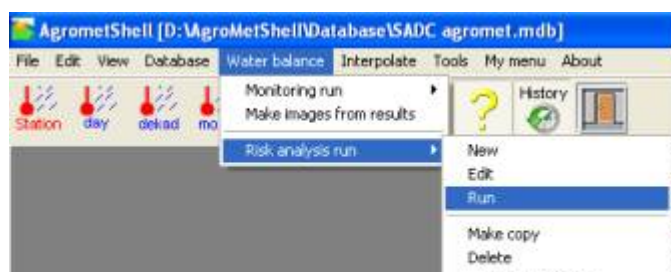 AgrometShell [D:\AgroMetShell\Database\SADC agromet.mdb]
File Edit View Database Water balance Interpolate Tools My menu About
Station day dekad mo
Monitoring run
Make images from results
Risk analysis run
History
New
Edit
Run
Make copy
Delete